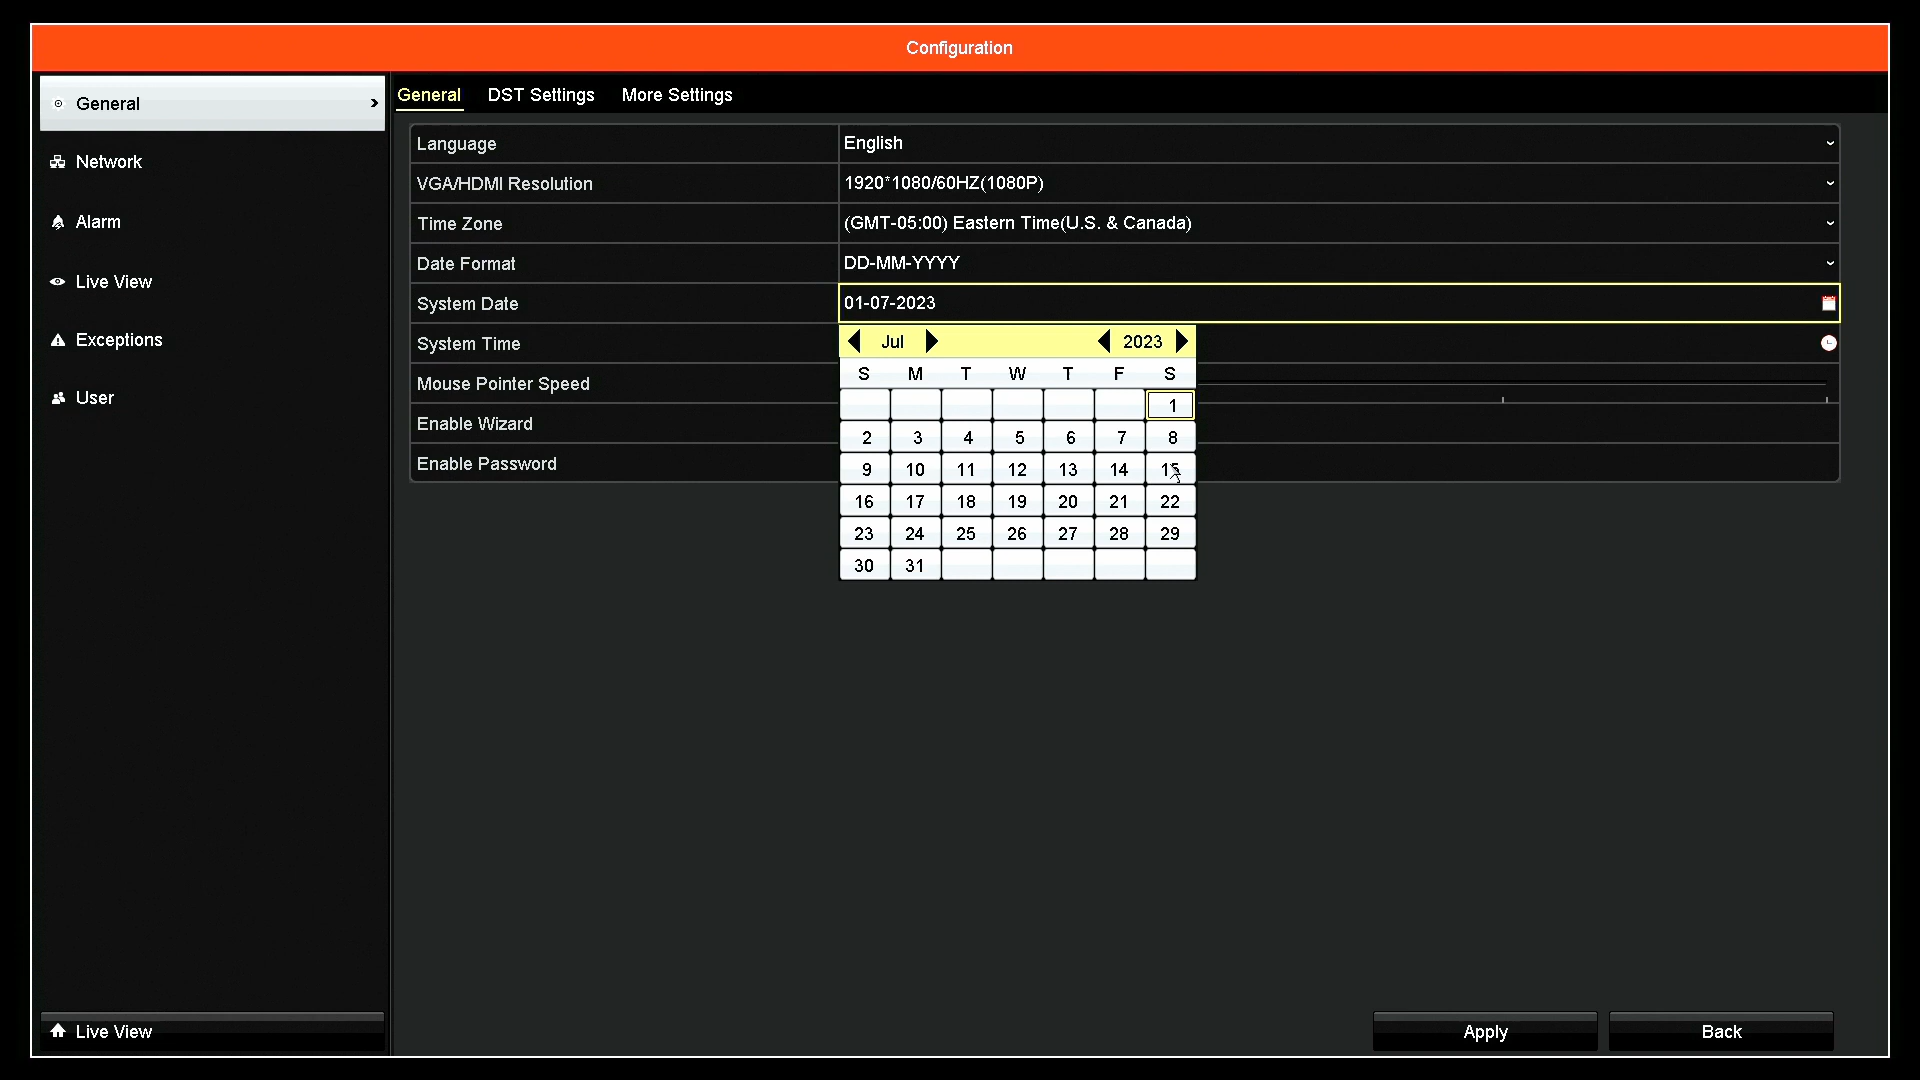 Configuration
General
Network
Alarm
Live View
Exceptions
User
Live View
General DST Settings More Settings
Language English
VGA/HDMI Resolution 1920*1080/60HZ(1080P)
Time Zone (GMT-05:00) Eastern Time(U.S. & Canada)
Date Format DD-MM-YYYY
System Date 01-07-2023
System Time
Mouse Pointer Speed
Enable Wizard
Enable Password
Jul 2023
S M T W T F S
1
2 3 4 5 6 7 8
9 10 11 12 13 14 15
16 17 18 19 20 21 22
23 24 25 26 27 28 29
30 31
Apply Back